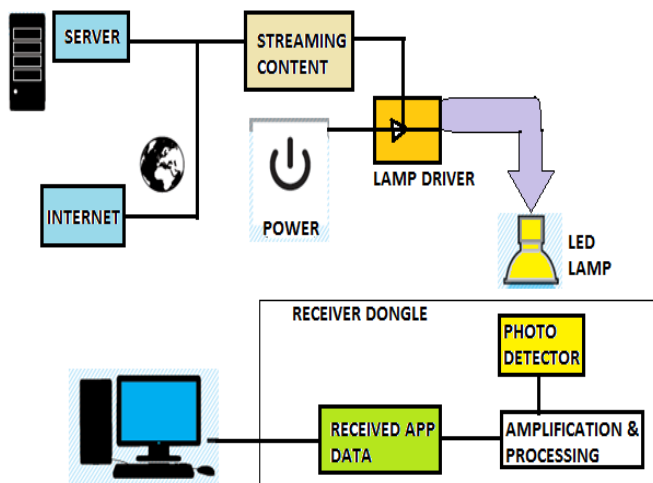 SERVER
STREAMING
CONTENT
LAMP DRIVER
INTERNET
POWER
LED
LAMP
RECEIVER DONGLE
PHOTO
DETECTOR
RECEIVED APP
DATA
AMPLIFICATION &
PROCESSING